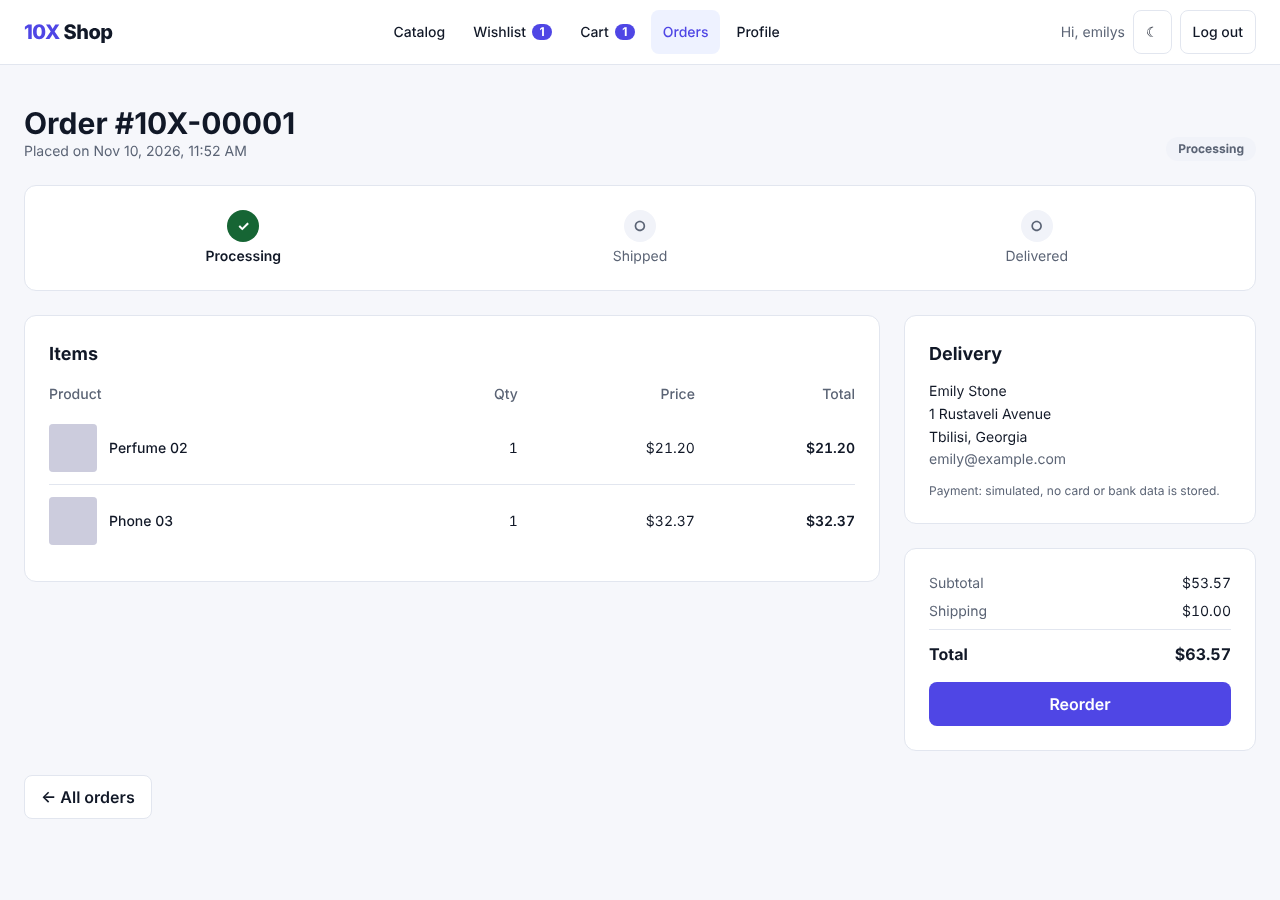 10X Shop
Catalog
Wishlist 1
Cart 1
Orders
Profile
Hi, emilys
Log out
Order #10X-00001
Placed on Nov 10, 2026, 11:52 AM
Processing
Processing
Shipped
Delivered
Items
Product Qty Price Total
Perfume 02 1 $21.20 $21.20
Phone 03 1 $32.37 $32.37
Delivery
Emily Stone
1 Rustaveli Avenue
Tbilisi, Georgia
emily@example.com
Payment: simulated, no card or bank data is stored.
Subtotal $53.57
Shipping $10.00
Total $63.57
Reorder
← All orders